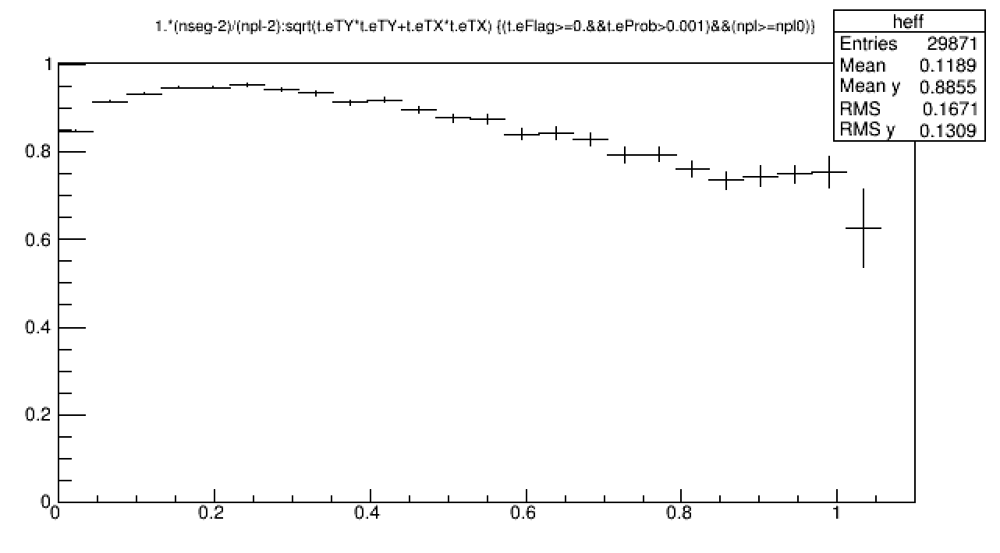 1.*(nseg-2)/(npl-2):sqrt(t.eTY*t.eTY+t.eTX*t.eTX) {(t.eFlag>=0.&&t.eProb>0.001)&&(npl>=npl0)}
heff
Entries 29871
Mean 0.1189
Mean y 0.8855
RMS 0.1671
RMS y 0.1309
1
0.8
0.6
0.4
0.2
0
0 0.2 0.4 0.6 0.8 1